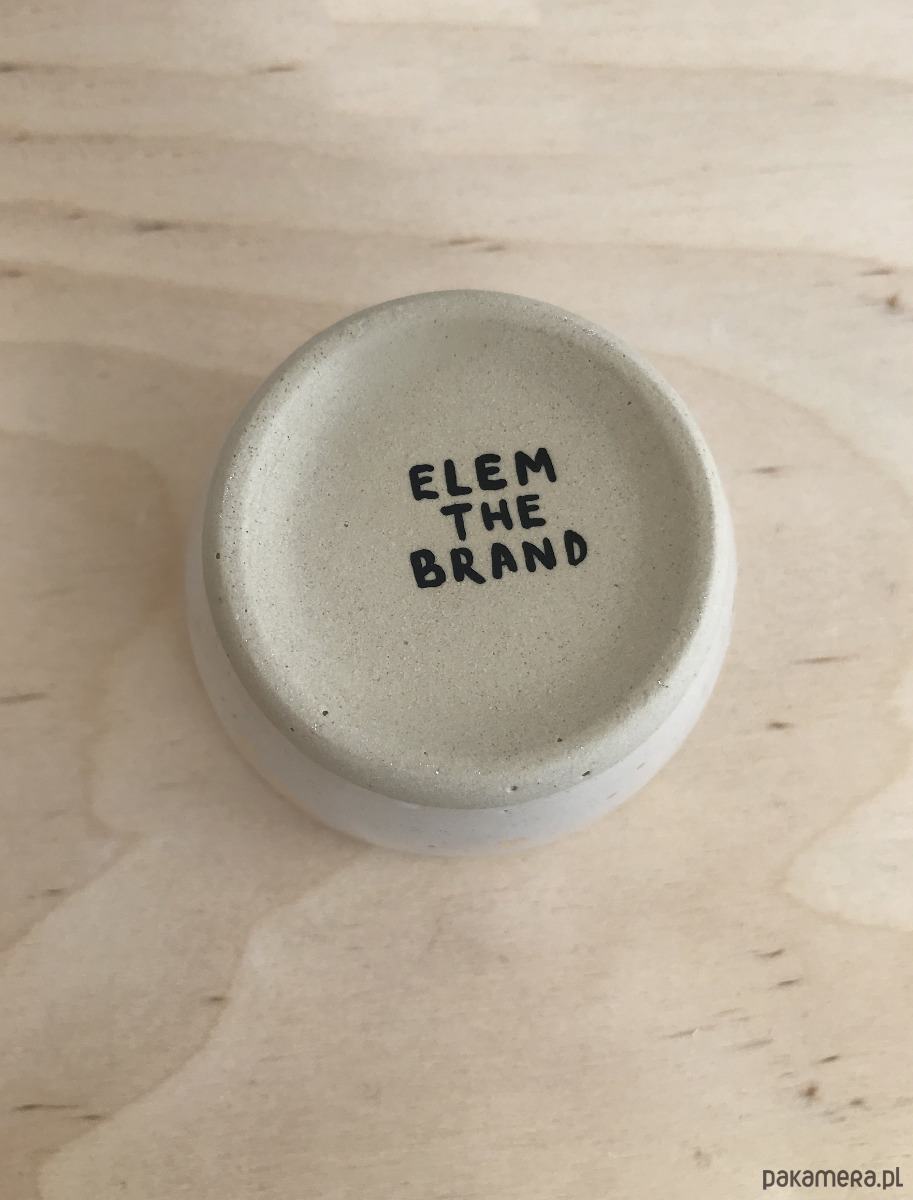 ELEM
THE
BRAND
pakamera.pl